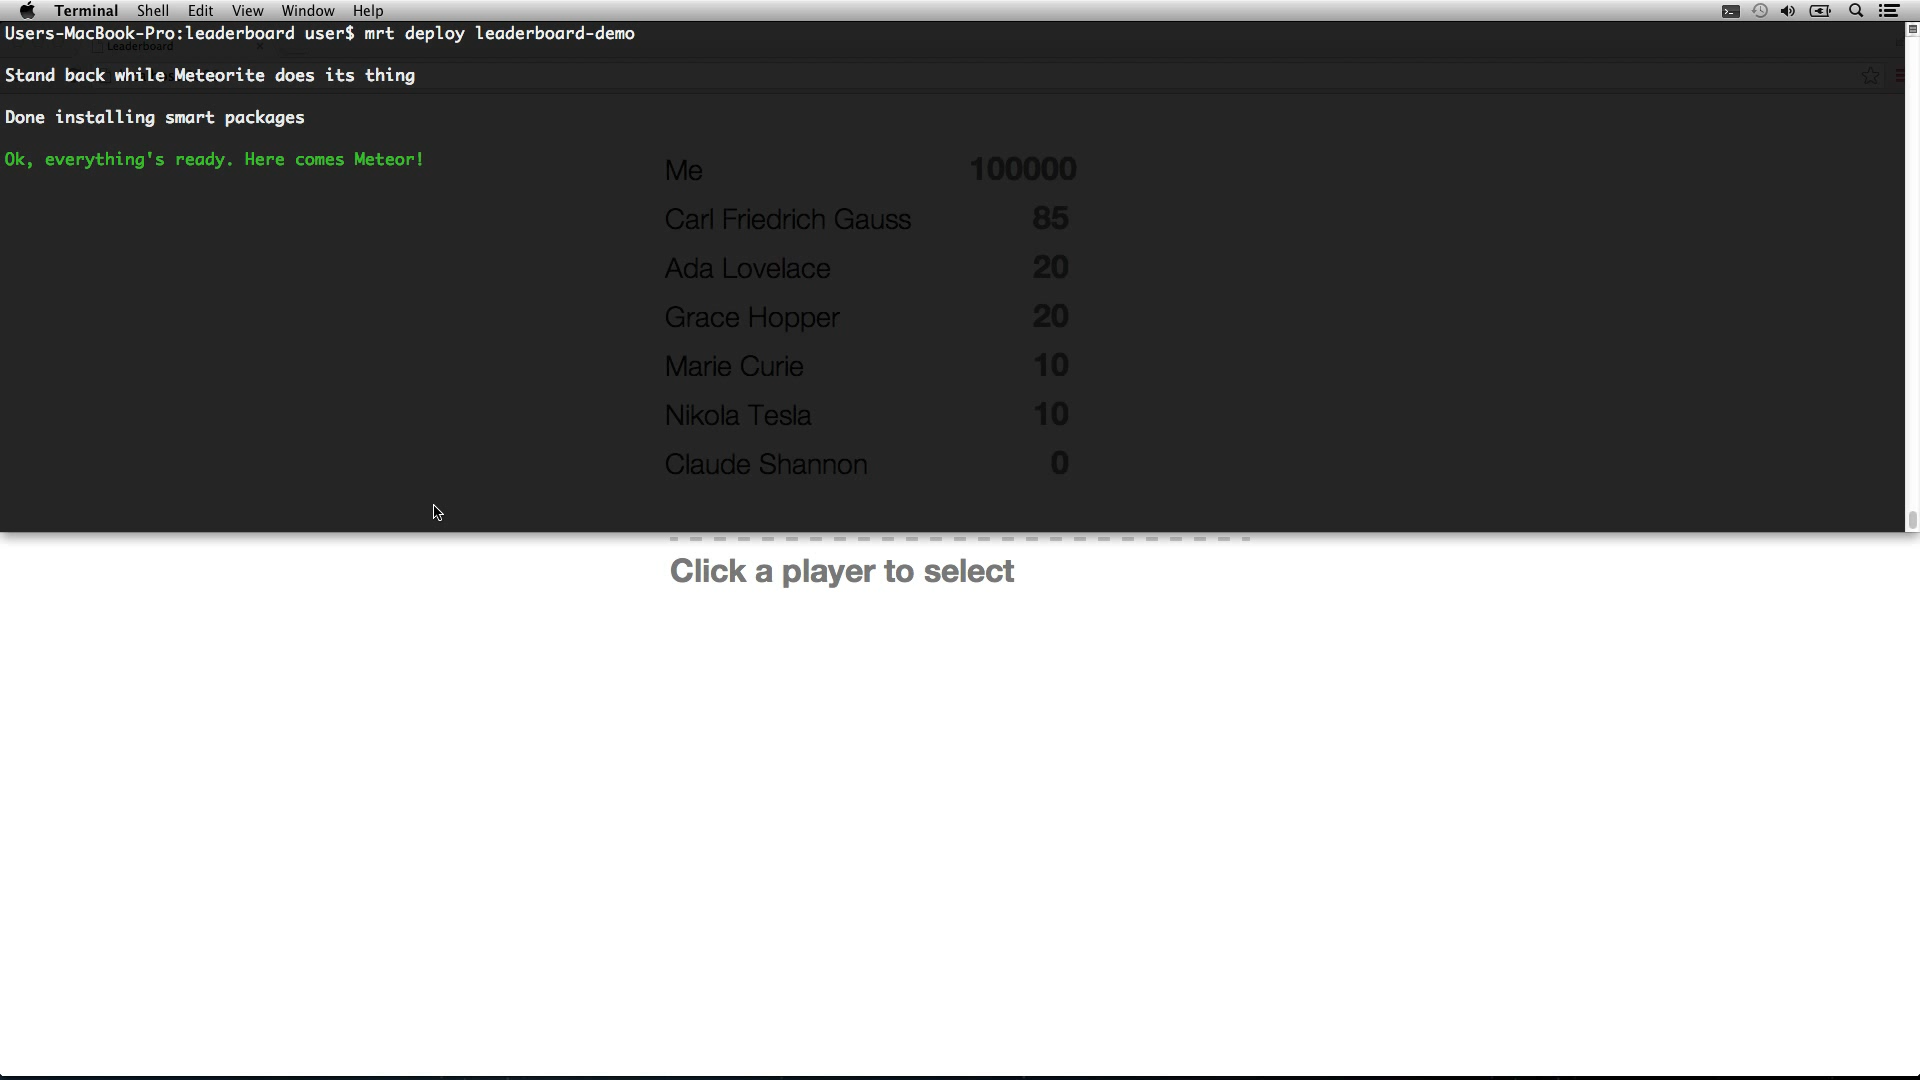 Terminal Shell Edit View Window Help
Users-MacBook-Pro:leaderboard user$ mrt deploy leaderboard-demo
Leaderboard
Stand back while Meteorite does its thing
Done installing smart packages
Ok, everything's ready. Here comes Meteor!
Me 100000
Carl Friedrich Gauss 85
Ada Lovelace 20
Grace Hopper 20
Marie Curie 10
Nikola Tesla 10
Claude Shannon 0
Click a player to select